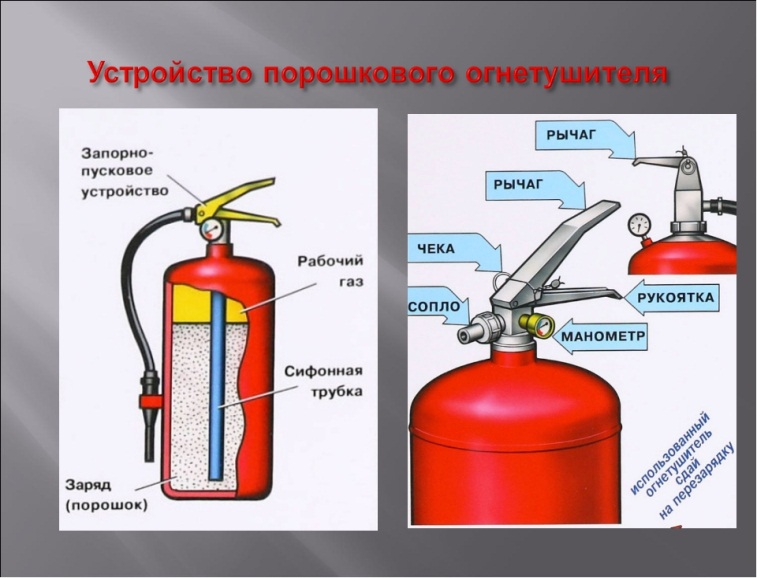 Устройство порошкового огнетушителя
Запорно-
пусковое
устройство
Рабочий
газ
Сифонная
трубка
Заряд
(порошок)
РЫЧАГ
РЫЧАГ
ЧЕКА
СОПЛО
РУКОЯТКА
МАНОМЕТР
использованный
огнетушитель
сдай
на перезарядку